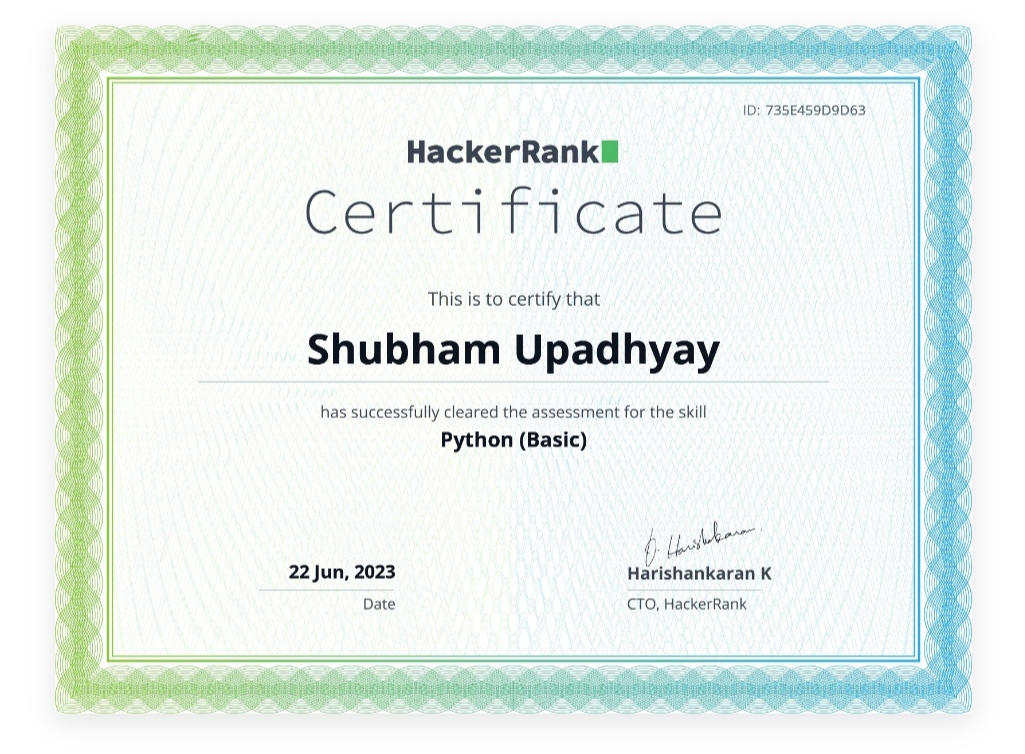 ID: 735E459D9D63
HackerRank
Certificate
This is to certify that
Shubham Upadhyay
has successfully cleared the assessment for the skill
Python (Basic)
Harishankaran
22 Jun, 2023
Harishankaran K
Date
CTO, HackerRank